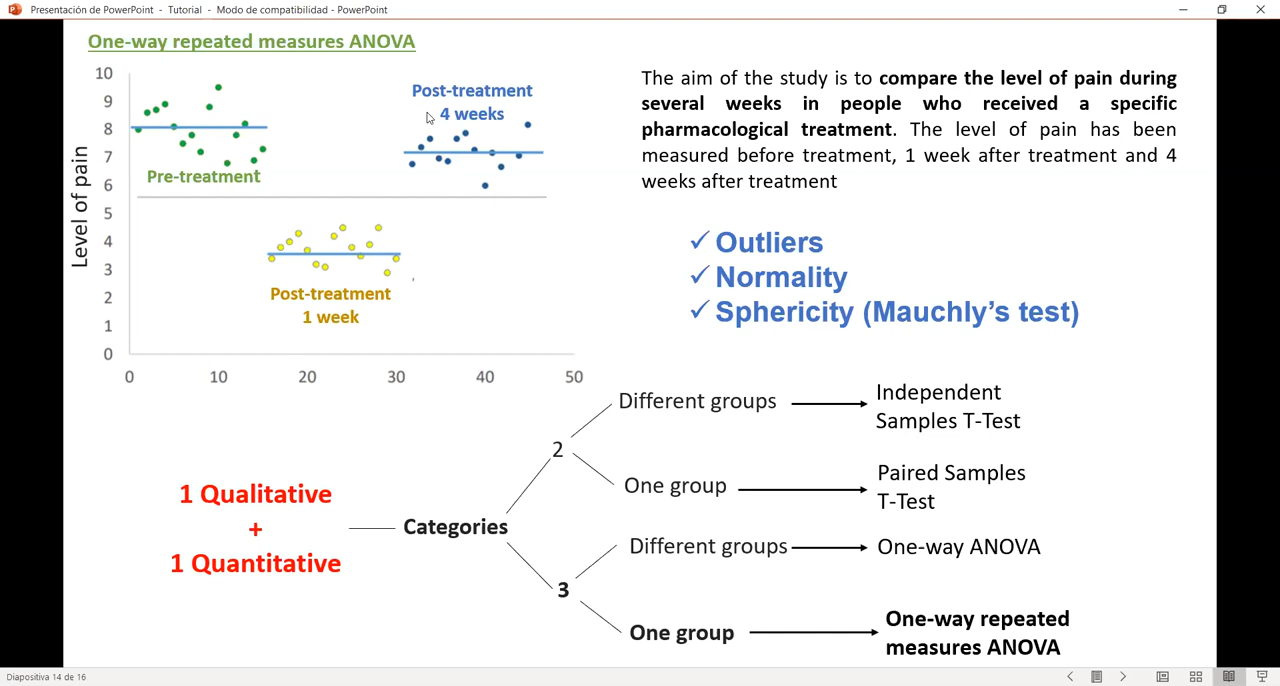 Presentación de PowerPoint - Tutorial - Modo de compatibilidad - PowerPoint
One-way repeated measures ANOVA
10
9
8
7
6
5
4
3
2
1
0
Level of pain
0 10 20 30 40 50
Pre-treatment
Post-treatment
1 week
Post-treatment
4 weeks
The aim of the study is to compare the level of pain during
several weeks in people who received a specific
pharmacological treatment. The level of pain has been
measured before treatment, 1 week after treatment and 4
weeks after treatment
✓ Outliers
✓ Normality
✓ Sphericity (Mauchly’s test)
1 Qualitative
+
1 Quantitative
Categories
2
Different groups
Independent
Samples T-Test
One group
Paired Samples
T-Test
3
Different groups
One-way ANOVA
One group
One-way repeated
measures ANOVA
Diapositiva 14 de 16